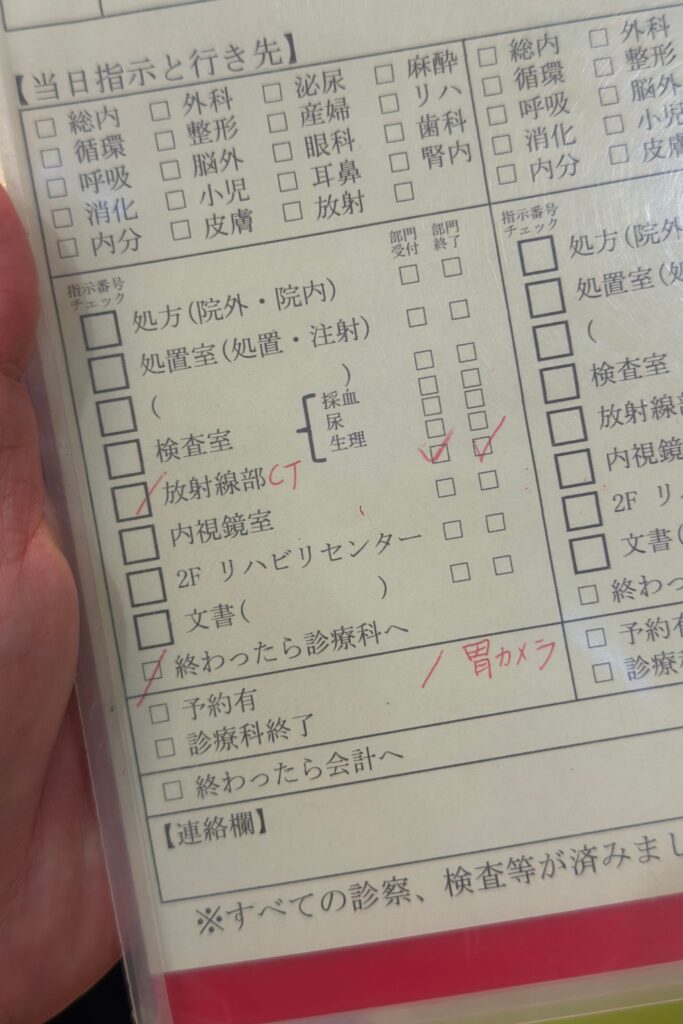 【当日指示と行き先】
□ 総内 □ 外科 □ 泌尿 □ 麻酔
□ 循環 □ 整形 □ 産婦 □ リハ
□ 呼吸 □ 脳外 □ 眼科 □ 歯科
□ 消化 □ 小児 □ 耳鼻 □ 腎内
□ 内分 □ 皮膚 □ 放射 □
□ 総内 □ 外科
□ 循環 □ 整形
□ 呼吸 □ 脳外
□ 消化 □ 小児
□ 内分 □ 皮膚
指示番号
チェック
部門
受付
部門
終了
□ 処方(院外・院内) □ □
□ 処置室(処置・注射) □ □
□ ( ) □ □
□ 検査室
採血 □ □
尿 □ □
生理 □ □
放射線部CT ✓ ✓
□ 内視鏡室 □ □
□ 2F リハビリセンター □ □
□ 文書( ) □ □
終わったら診療科へ
/ 胃カメラ
□ 予約有
□ 診療科終了
□ 終わったら会計へ
【連絡欄】
※すべての診察、検査等が済みまし
指示番号
チェック
□ 処方(院外
□ 処置室(処
□ (
□ 検査室
□ 放射線部
□ 内視鏡
□ 2F リ
□ 文書(
□ 終わっ
□ 予約有
□ 診療科